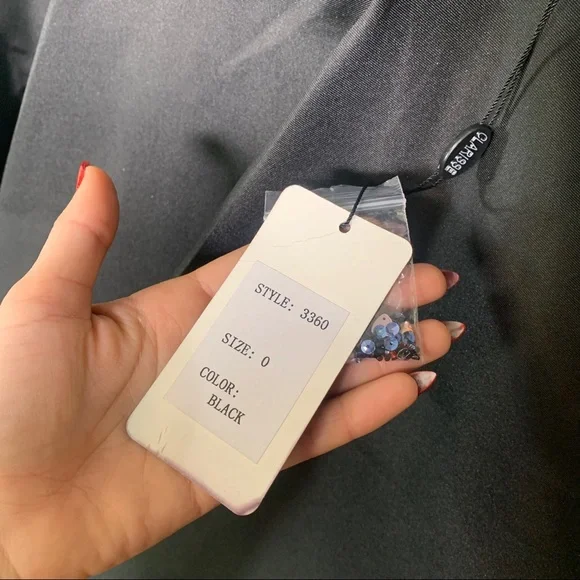 CLARISSE
STYLE: 3360
SIZE: 0
COLOR:
BLACK